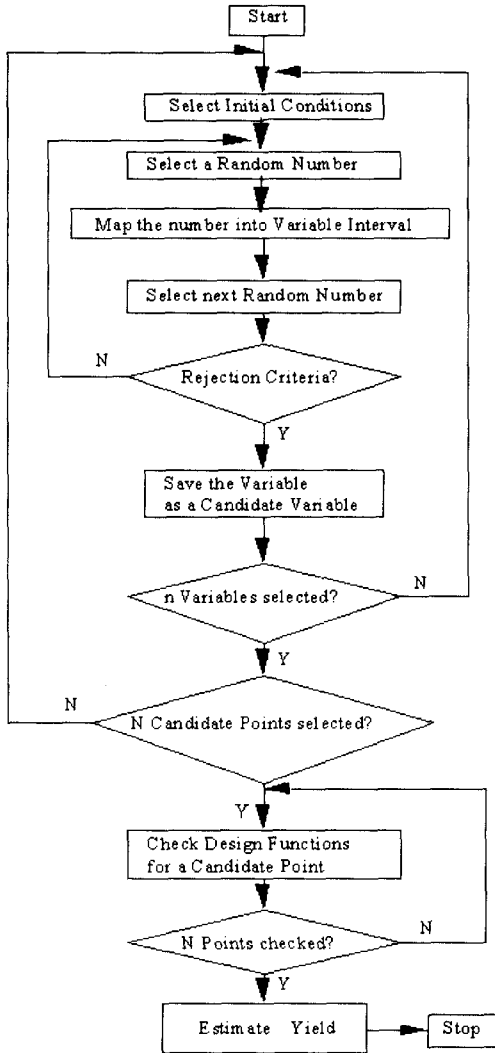 Start
Select Initial Conditions
Select a Random Number
Map the number into Variable Interval
Select next Random Number
N
Rejection Criteria?
Y
Save the Variable
as a Candidate Variable
N
n Variables selected?
Y
N
N Candidate Points selected?
Y
Check Design Functions
for a Candidate Point
N
N Points checked?
Y
Estimate Yield
Stop